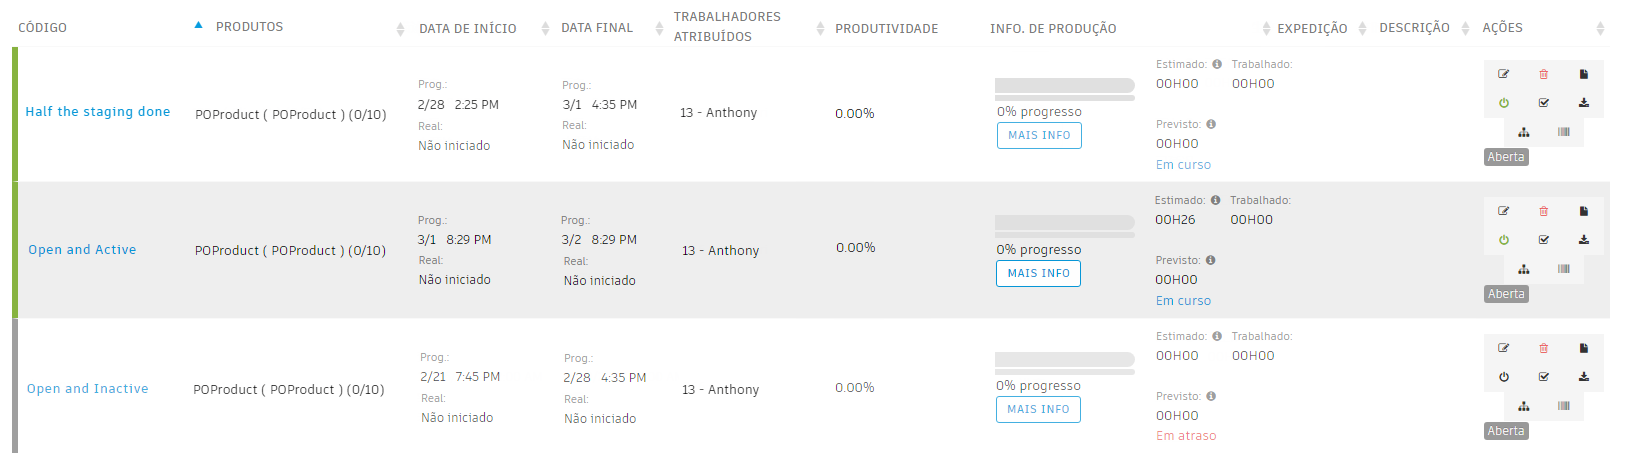 CÓDIGO
PRODUTOS
DATA DE INÍCIO
DATA FINAL
TRABALHADORES
ATRIBUÍDOS
PRODUTIVIDADE
INFO. DE PRODUÇÃO
EXPEDIÇÃO
DESCRIÇÃO
AÇÕES
Half the staging done
POProduct ( POProduct ) (0/10)
Prog.:
2/28 2:25 PM
Real:
Não iniciado
Prog.:
3/1 4:35 PM
Real:
Não iniciado
13 - Anthony
0.00%
0% progresso
MAIS INFO
Estimado: Trabalhado:
00H00 00H00
Previsto:
00H00
Em curso
Aberta
Open and Active
POProduct ( POProduct ) (0/10)
Prog.:
3/1 8:29 PM
Real:
Não iniciado
Prog.:
3/2 8:29 PM
Real:
Não iniciado
13 - Anthony
0.00%
0% progresso
MAIS INFO
Estimado: Trabalhado:
00H26 00H00
Previsto:
00H00
Em curso
Aberta
Open and Inactive
POProduct ( POProduct ) (0/10)
Prog.:
2/21 7:45 PM
Real:
Não iniciado
Prog.:
2/28 4:35 PM
Real:
Não iniciado
13 - Anthony
0.00%
0% progresso
MAIS INFO
Estimado: Trabalhado:
00H00 00H00
Previsto:
00H00
Em atraso
Aberta